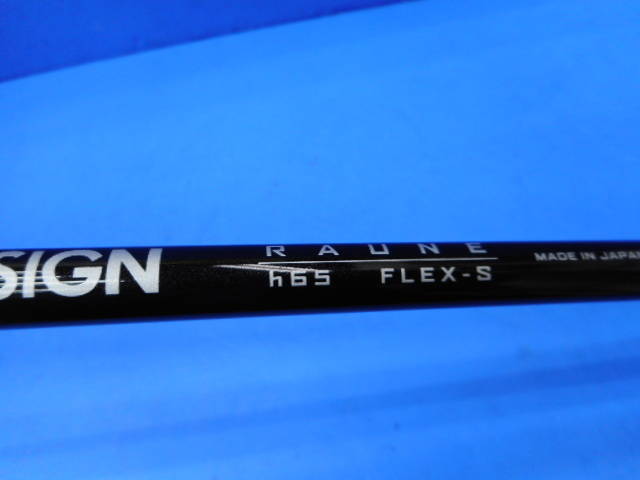 SIGN
RAUNE
h65 FLEX-S
MADE IN JAPAN